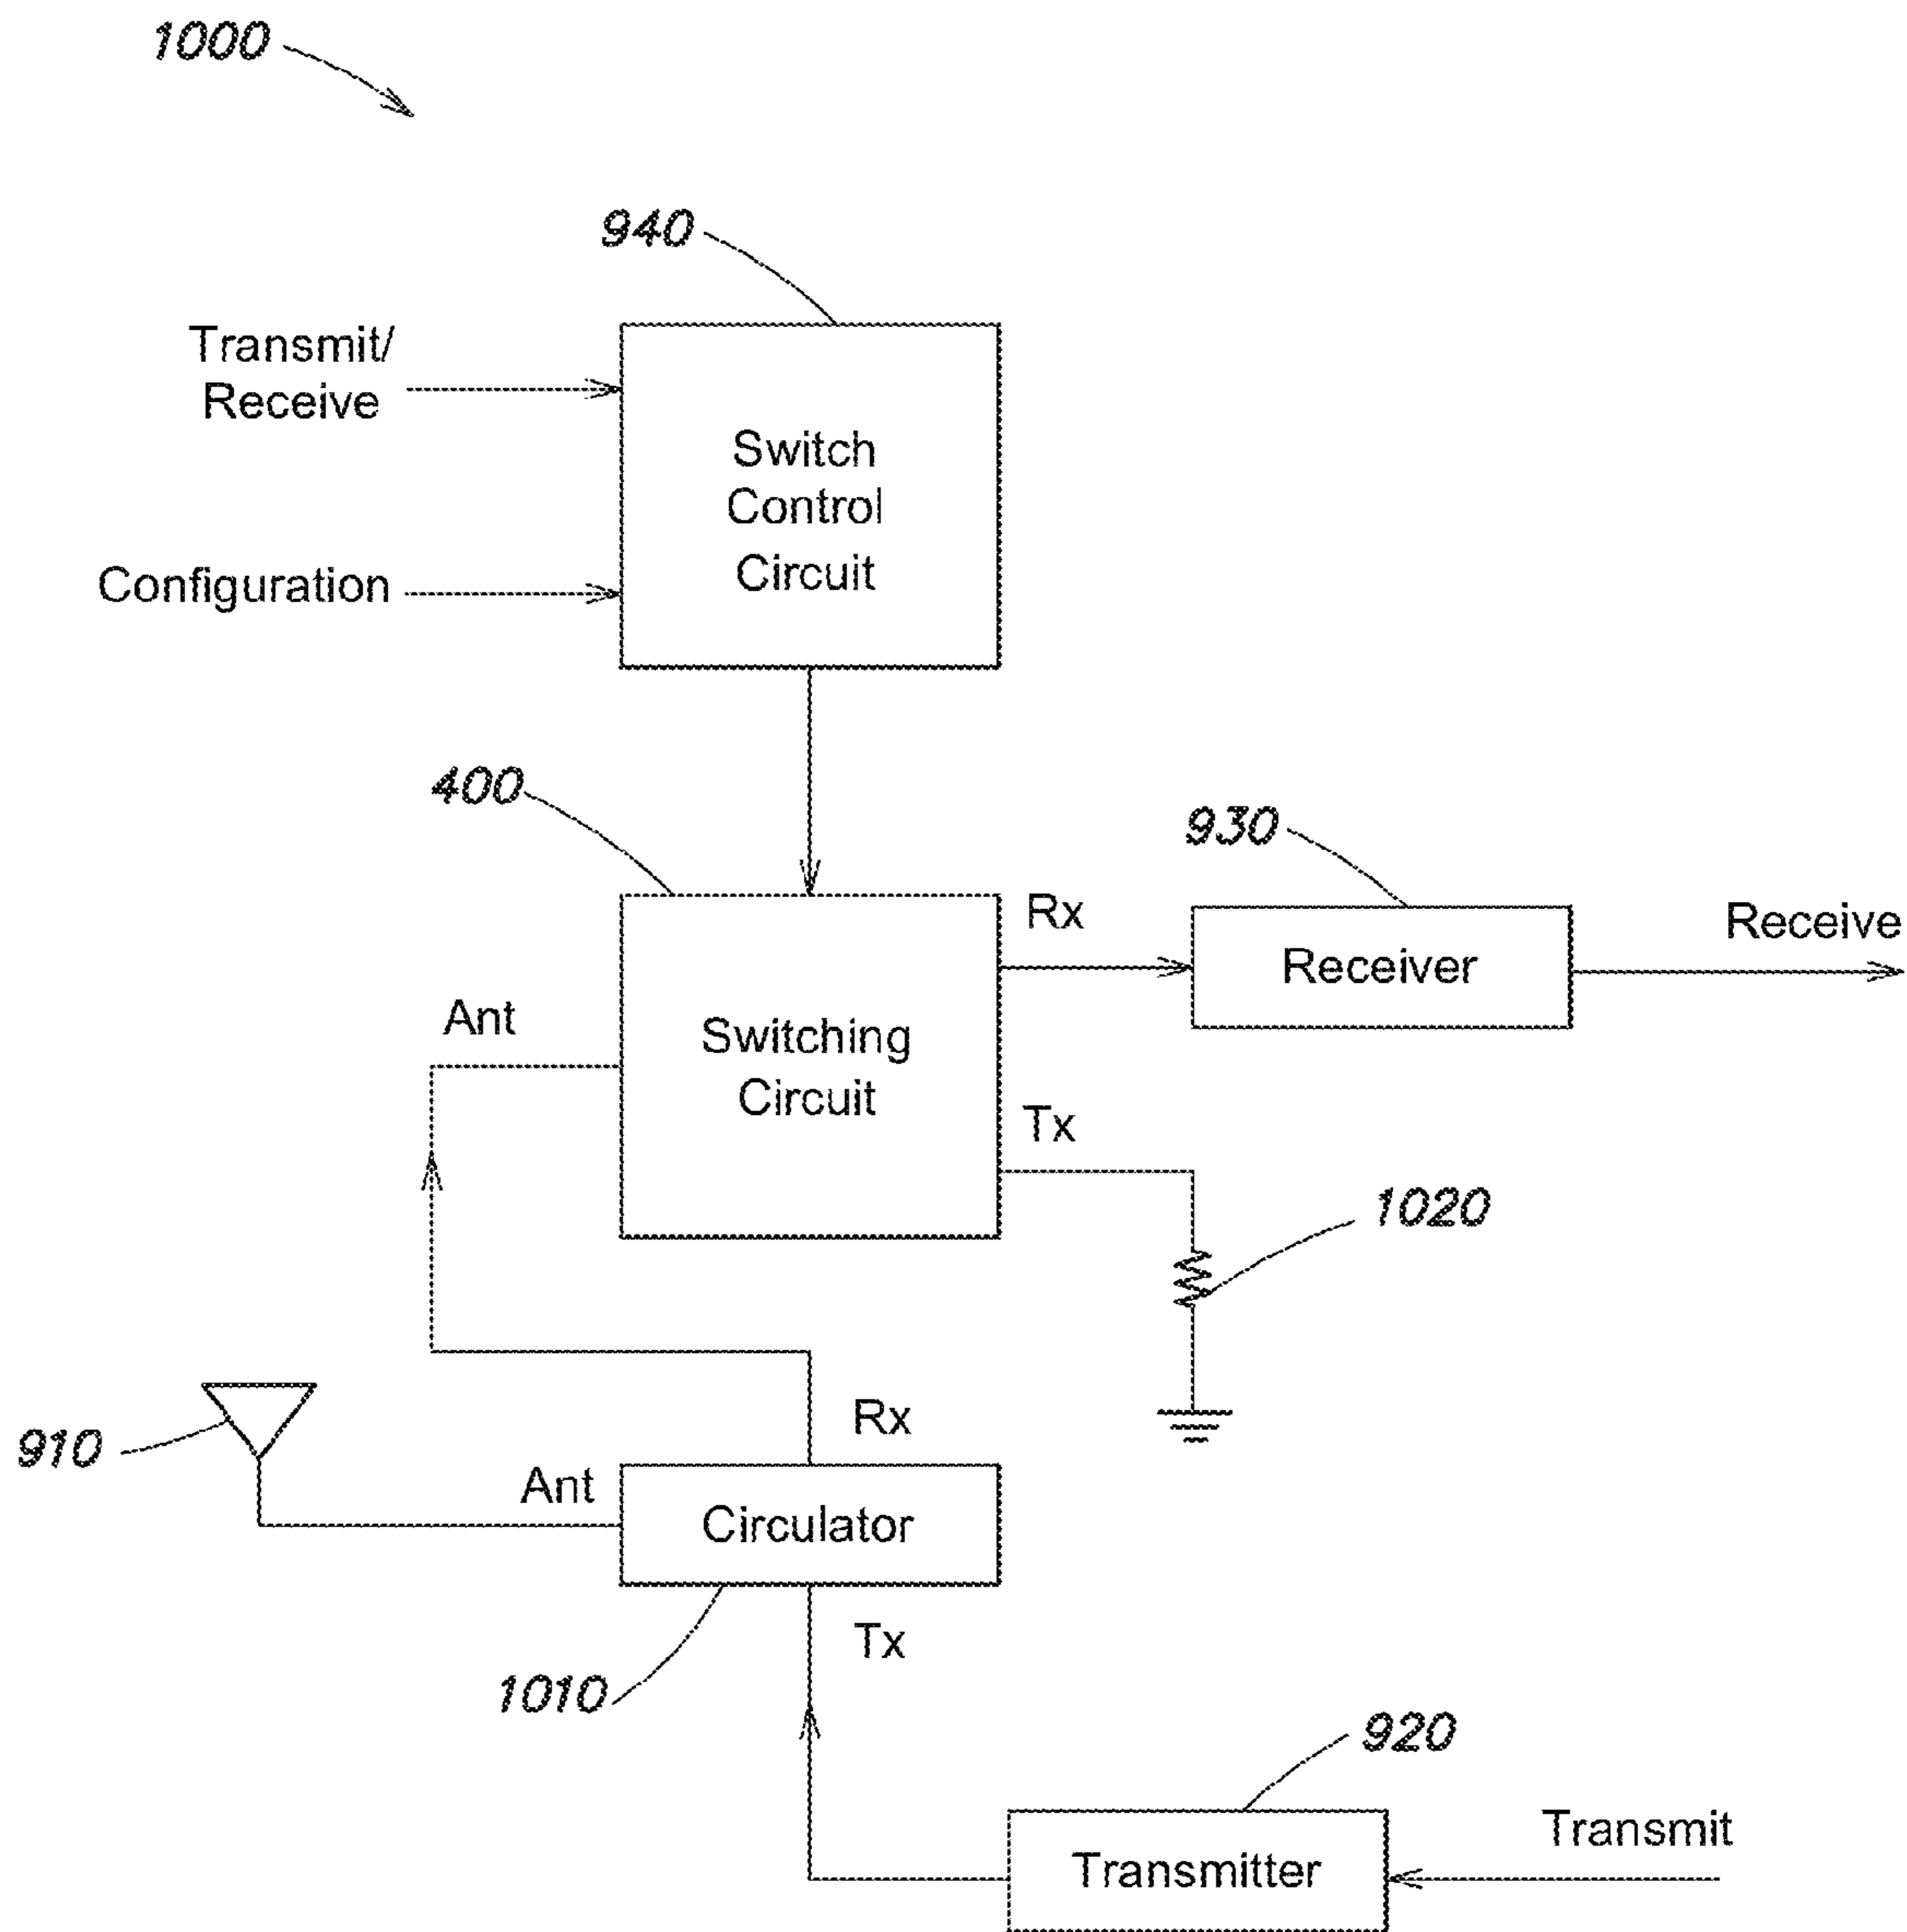 1000
940
Transmit/
Receive
Switch
Control
Circuit
Configuration
400
930
Rx
Receive
Receiver
Ant
Switching
Circuit
Tx
1020
Rx
910
Ant
Circulator
Tx
1010
920
Transmit
Transmitter